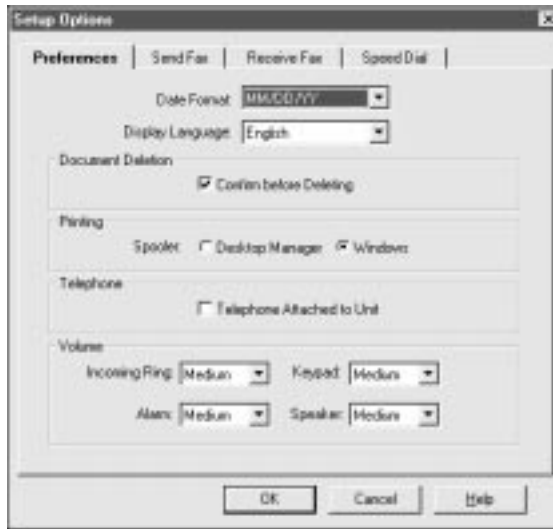 Setup Options
Preferences Send Fax Receive Fax Speed Dial
Date Format: MM/DD/YY
Display Language: English
Document Deletion
Confirm before Deleting
Printing
Spooler: Desktop Manager Windows
Telephone
Telephone Attached to Unit
Volume
Incoming Ring: Medium Keypad: Medium
Alarm: Medium Speaker: Medium
OK Cancel Help